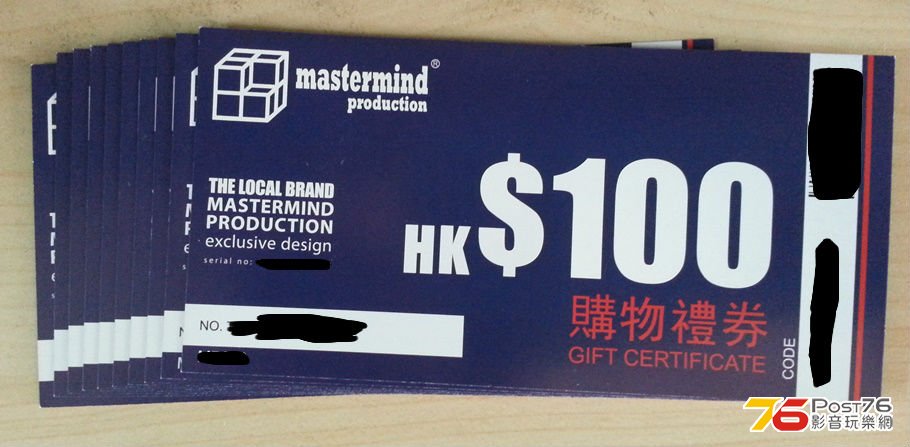 mastermind®
production
THE LOCAL BRAND
MASTERMIND
PRODUCTION
exclusive design
serial no:
HK$100
購物禮券
GIFT CERTIFICATE
NO.
CODE
76 Post76
影音玩樂網